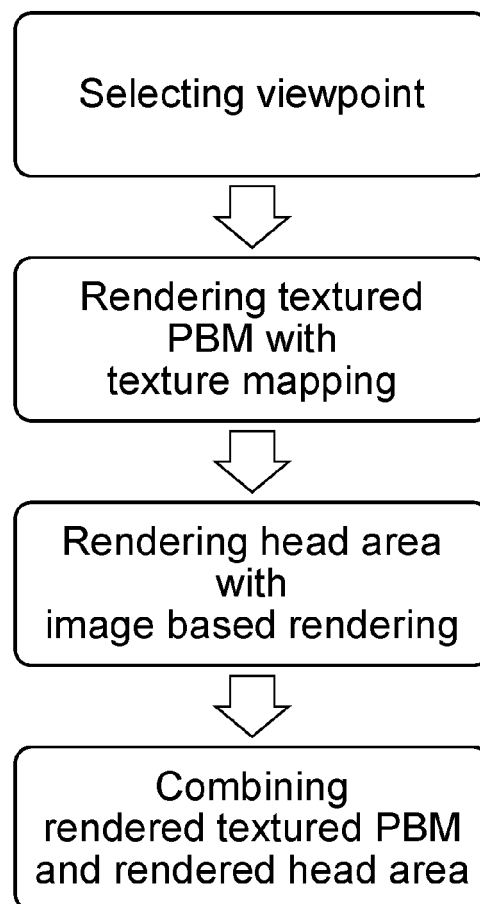 Selecting viewpoint
Rendering textured
PBM with
texture mapping
Rendering head area
with
image based rendering
Combining
rendered textured PBM
and rendered head area